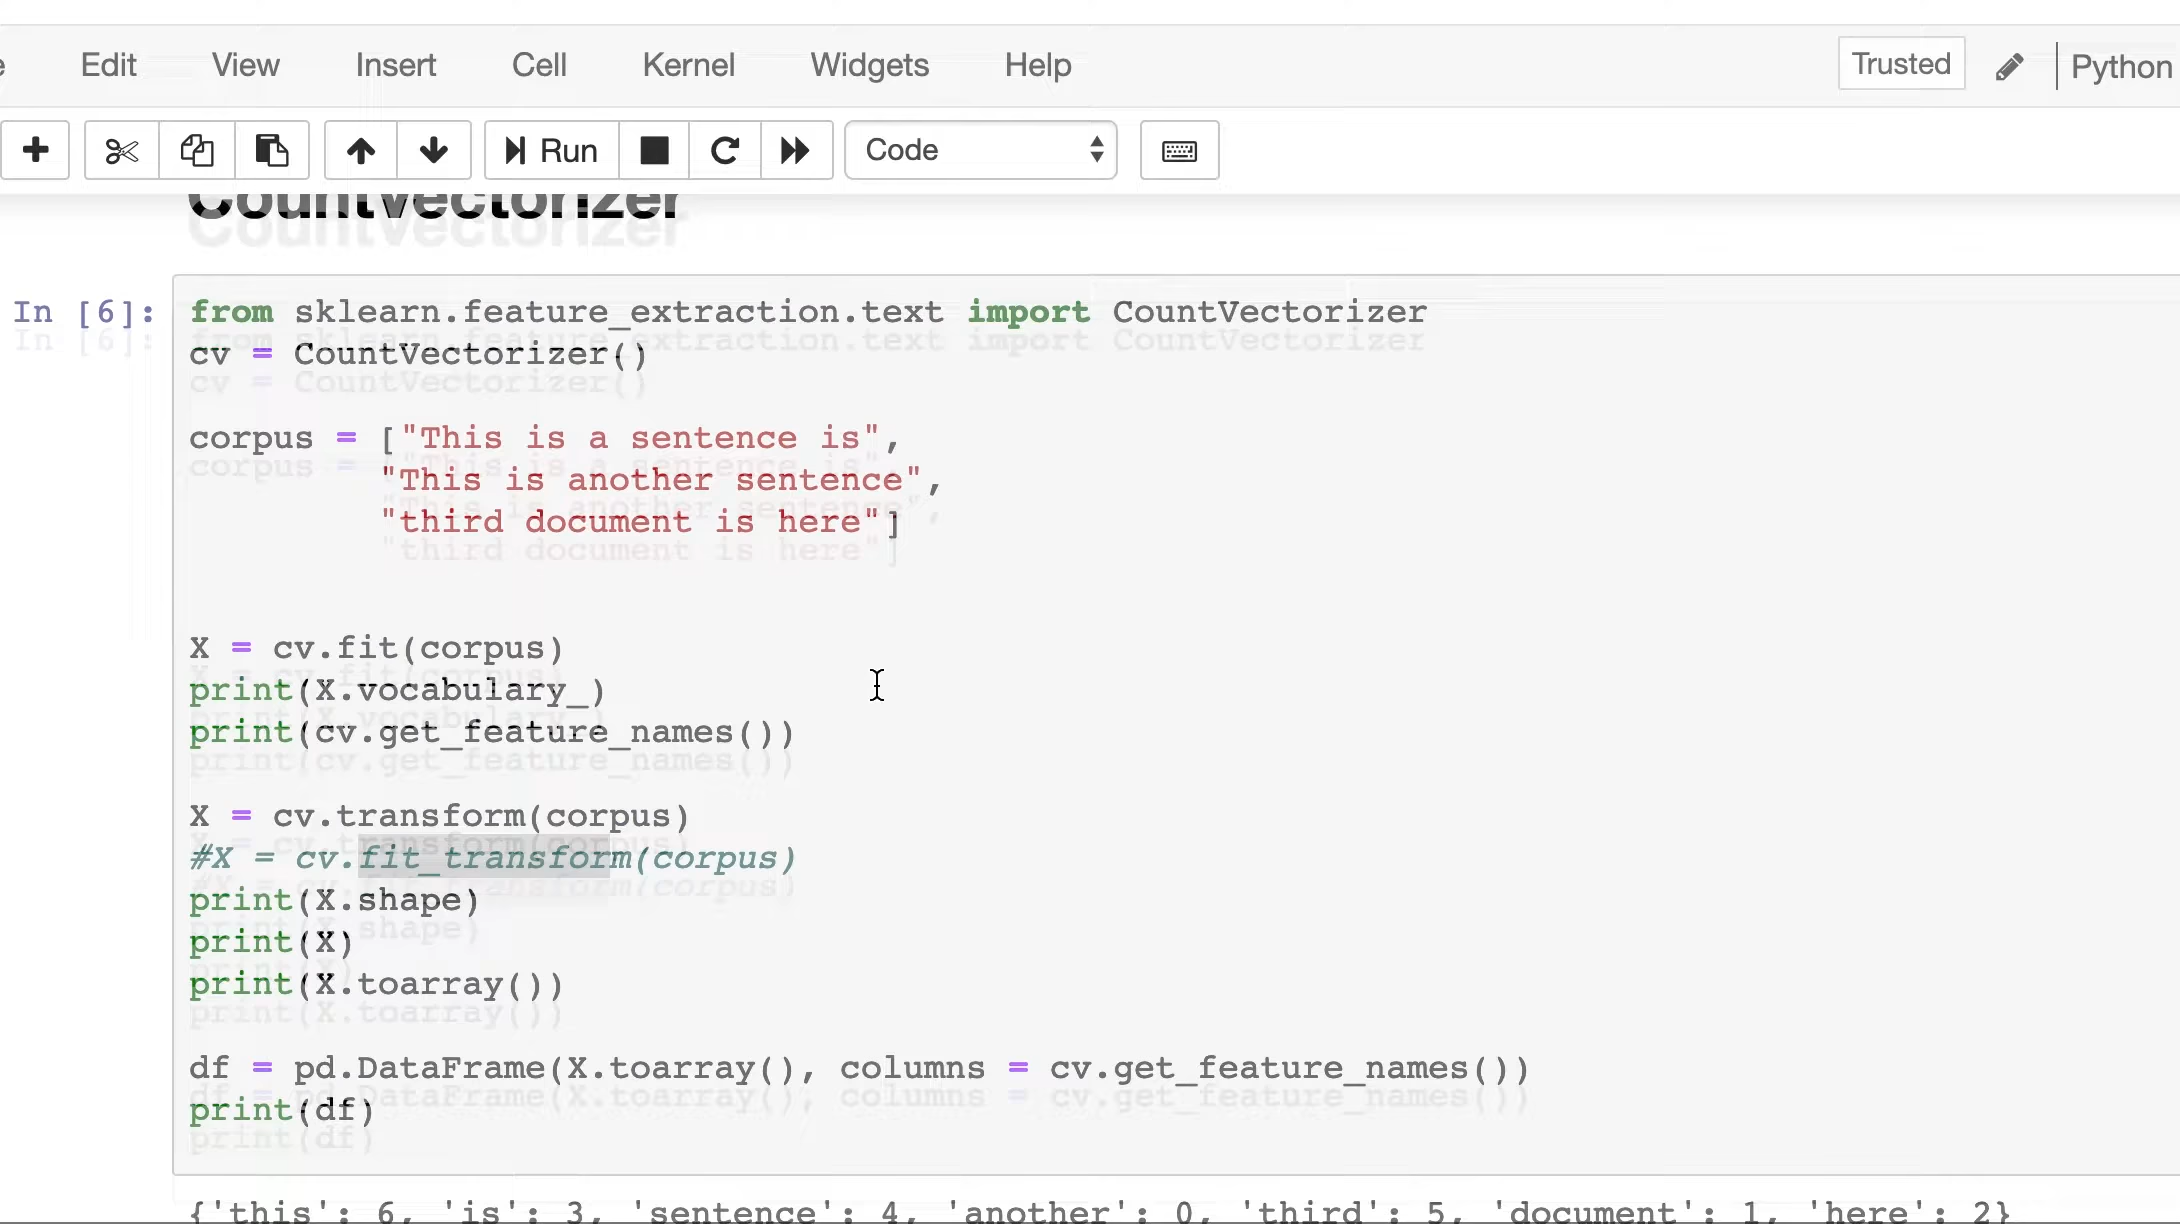 Edit View Insert Cell Kernel Widgets Help Trusted Python
Run Code
CountVectorizer
In [6]: from sklearn.feature_extraction.text import CountVectorizer
cv = CountVectorizer()
corpus = ["This is a sentence is",
"This is another sentence",
"third document is here"]
X = cv.fit(corpus)
print(X.vocabulary_)
print(cv.get_feature_names())
X = cv.transform(corpus)
#X = cv.fit_transform(corpus)
print(X.shape)
print(X)
print(X.toarray())
df = pd.DataFrame(X.toarray(), columns = cv.get_feature_names())
print(df)
{'this': 6, 'is': 3, 'sentence': 4, 'another': 0, 'third': 5, 'document': 1, 'here': 2}